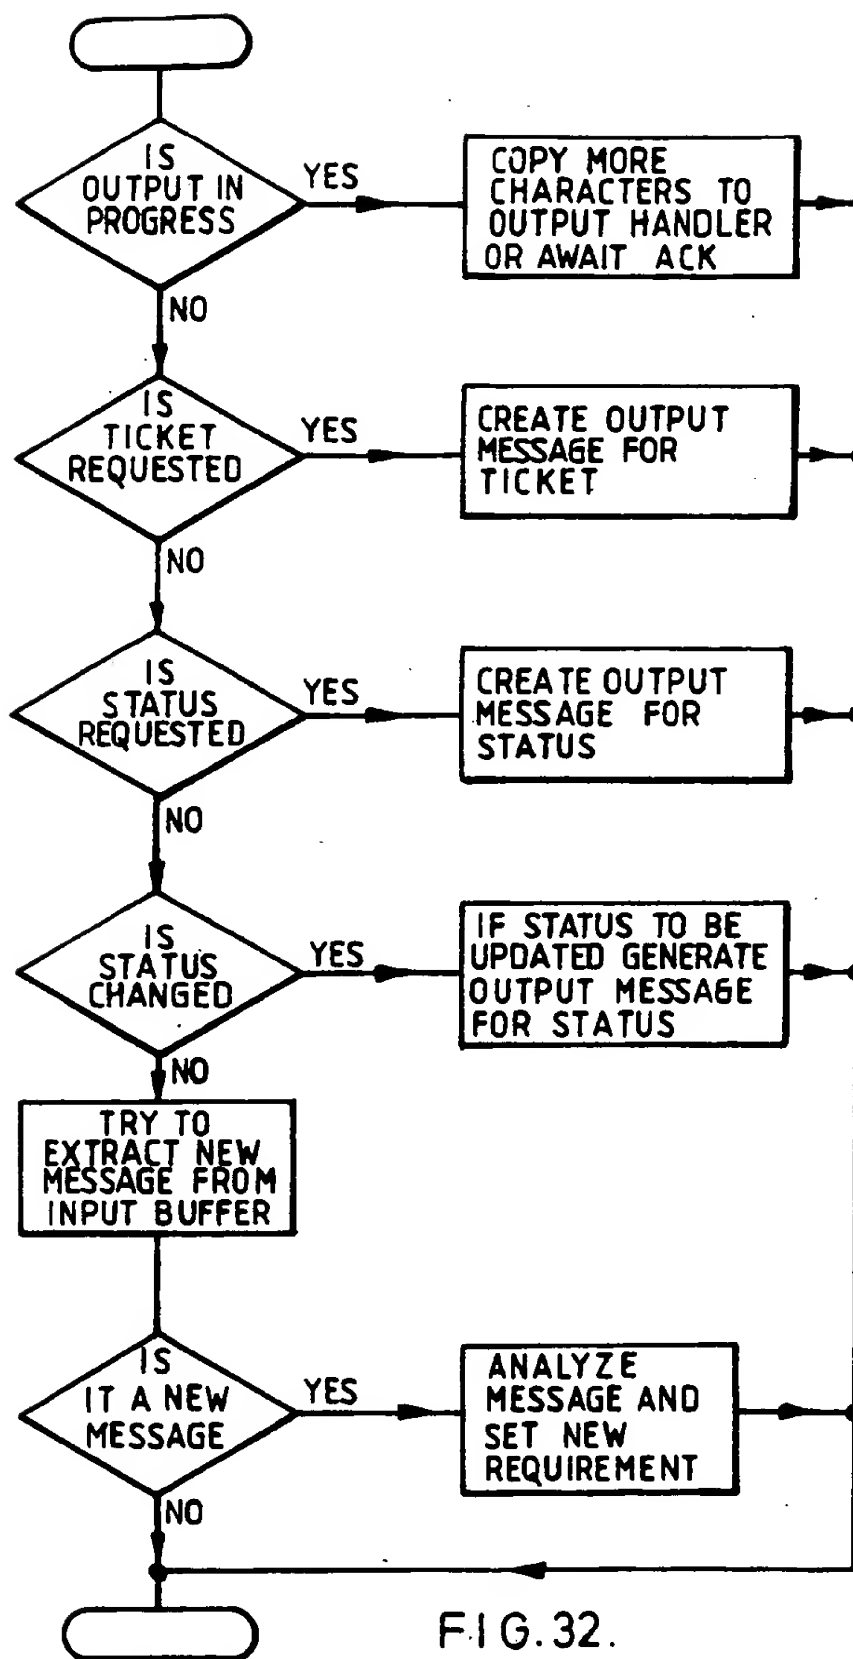 IS
OUTPUT IN
PROGRESS
YES
COPY MORE
CHARACTERS TO
OUTPUT HANDLER
OR AWAIT ACK
NO
IS
TICKET
REQUESTED
YES
CREATE OUTPUT
MESSAGE FOR
TICKET
NO
IS
STATUS
REQUESTED
YES
CREATE OUTPUT
MESSAGE FOR
STATUS
NO
IS
STATUS
CHANGED
YES
IF STATUS TO BE
UPDATED GENERATE
OUTPUT MESSAGE
FOR STATUS
NO
TRY TO
EXTRACT NEW
MESSAGE FROM
INPUT BUFFER
IS
IT A NEW
MESSAGE
YES
ANALYZE
MESSAGE AND
SET NEW
REQUIREMENT
NO
FIG.32.